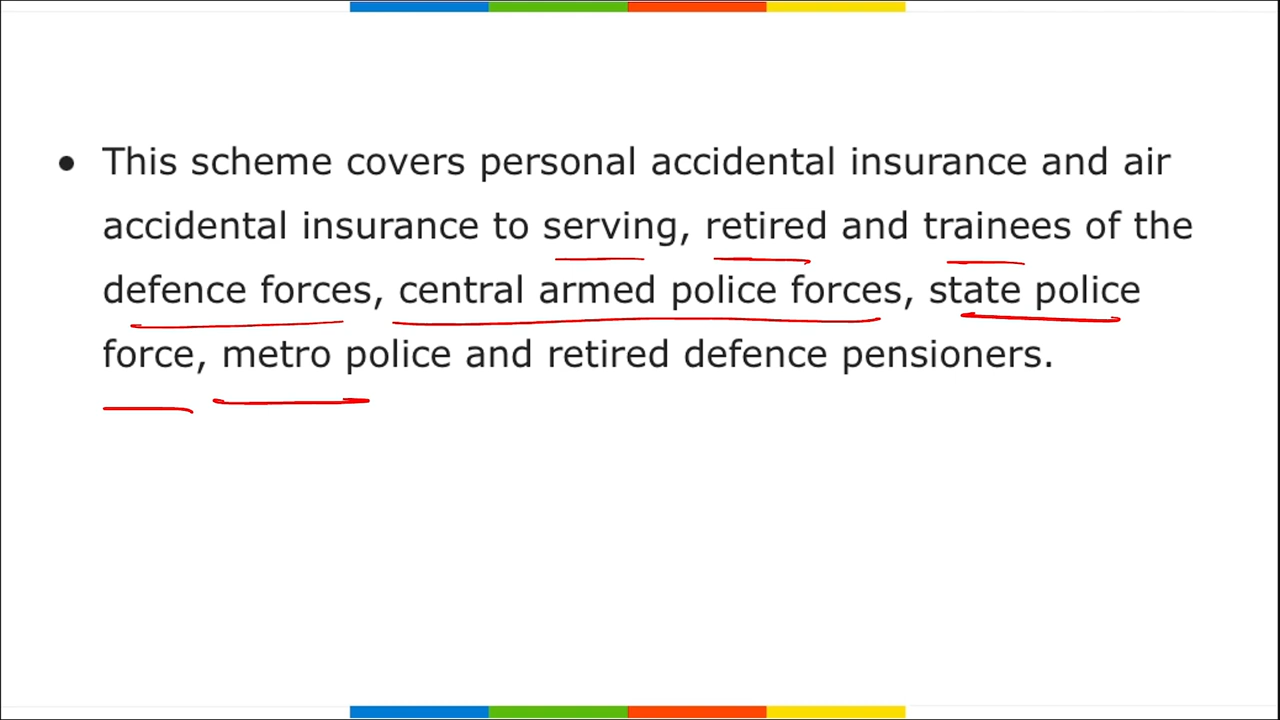 • This scheme covers personal accidental insurance and air
accidental insurance to serving, retired and trainees of the
defence forces, central armed police forces, state police
force, metro police and retired defence pensioners.